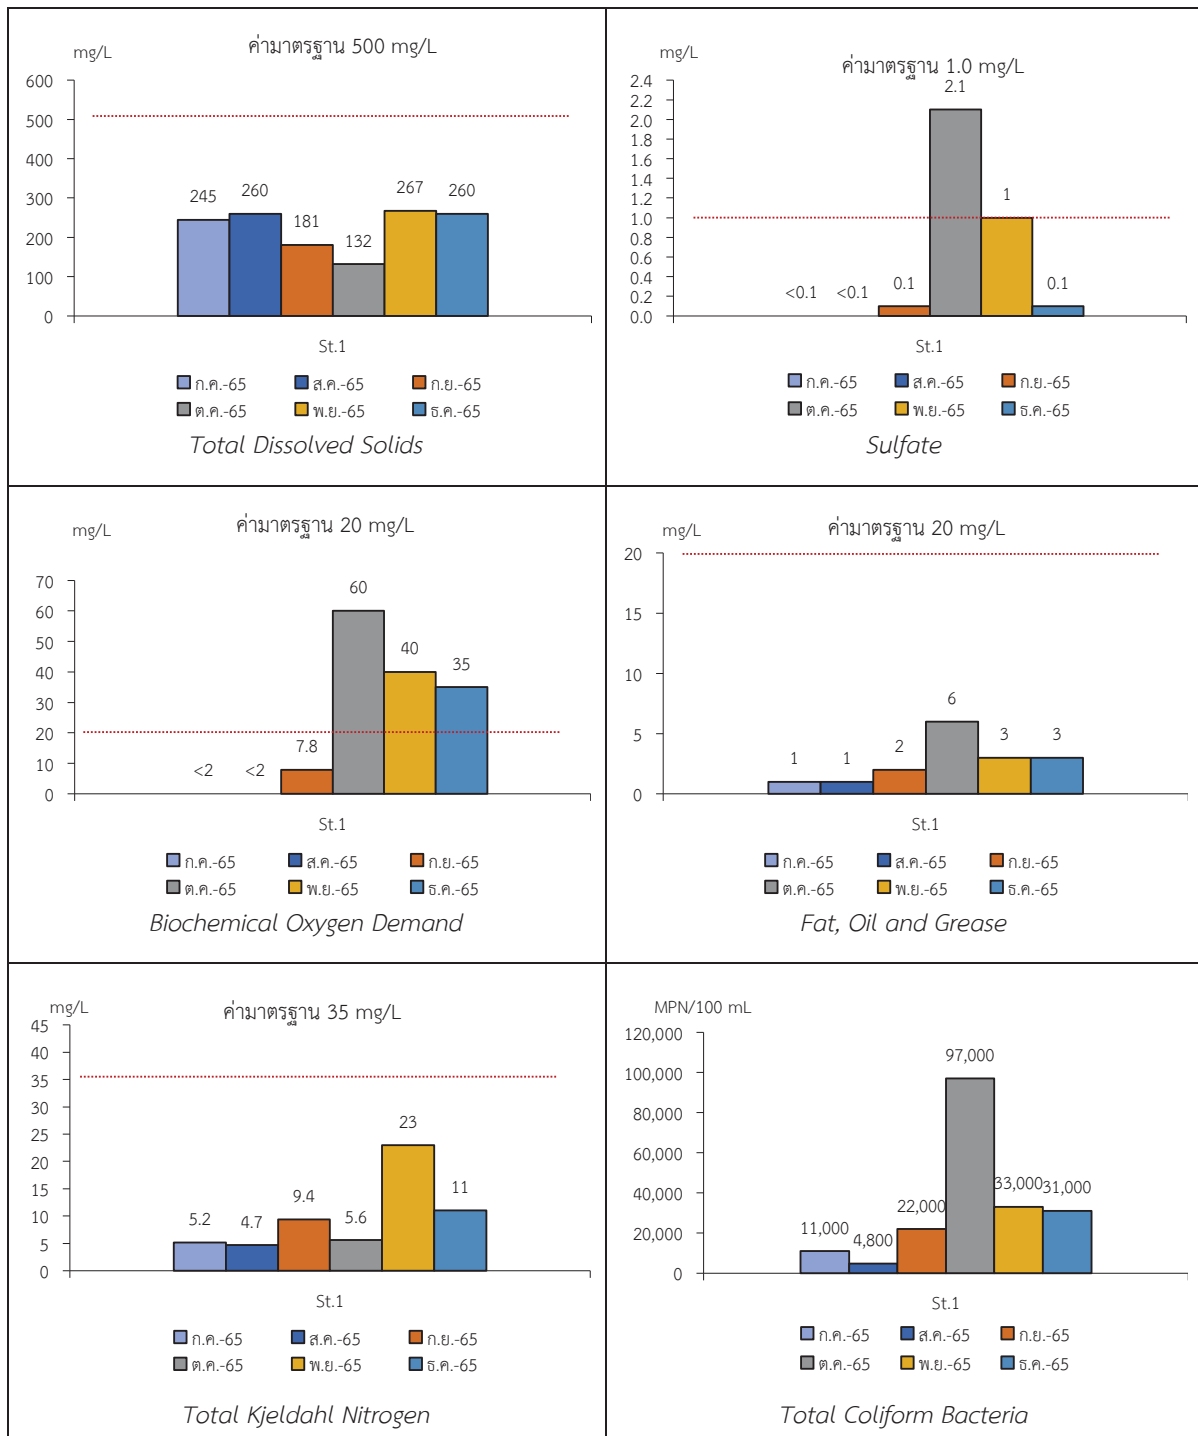 ค่ามาตรฐาน 500 mg/L
mg/L
600
500
400
300
200
100
0
245
260
181
132
267
260
St.1
ก.ค.-65 ส.ค.-65 ก.ย.-65
ต.ค.-65 พ.ย.-65 ธ.ค.-65
Total Dissolved Solids
ค่ามาตรฐาน 1.0 mg/L
mg/L
2.4
2.2
2.0
1.8
1.6
1.4
1.2
1.0
0.8
0.6
0.4
0.2
0.0
<0.1
<0.1
0.1
2.1
1
0.1
St.1
ก.ค.-65 ส.ค.-65 ก.ย.-65
ต.ค.-65 พ.ย.-65 ธ.ค.-65
Sulfate
ค่ามาตรฐาน 20 mg/L
mg/L
70
60
50
40
30
20
10
0
<2
<2
7.8
60
40
35
St.1
ก.ค.-65 ส.ค.-65 ก.ย.-65
ต.ค.-65 พ.ย.-65 ธ.ค.-65
Biochemical Oxygen Demand
ค่ามาตรฐาน 20 mg/L
mg/L
20
15
10
5
0
1
1
2
6
3
3
St.1
ก.ค.-65 ส.ค.-65 ก.ย.-65
ต.ค.-65 พ.ย.-65 ธ.ค.-65
Fat, Oil and Grease
mg/L
ค่ามาตรฐาน 35 mg/L
45
40
35
30
25
20
15
10
5
0
5.2
4.7
9.4
5.6
23
11
St.1
ก.ค.-65 ส.ค.-65 ก.ย.-65
ต.ค.-65 พ.ย.-65 ธ.ค.-65
Total Kjeldahl Nitrogen
MPN/100 mL
120,000
100,000
80,000
60,000
40,000
20,000
0
11,000
4,800
22,000
97,000
33,000
31,000
St.1
ก.ค.-65 ส.ค.-65 ก.ย.-65
ต.ค.-65 พ.ย.-65 ธ.ค.-65
Total Coliform Bacteria